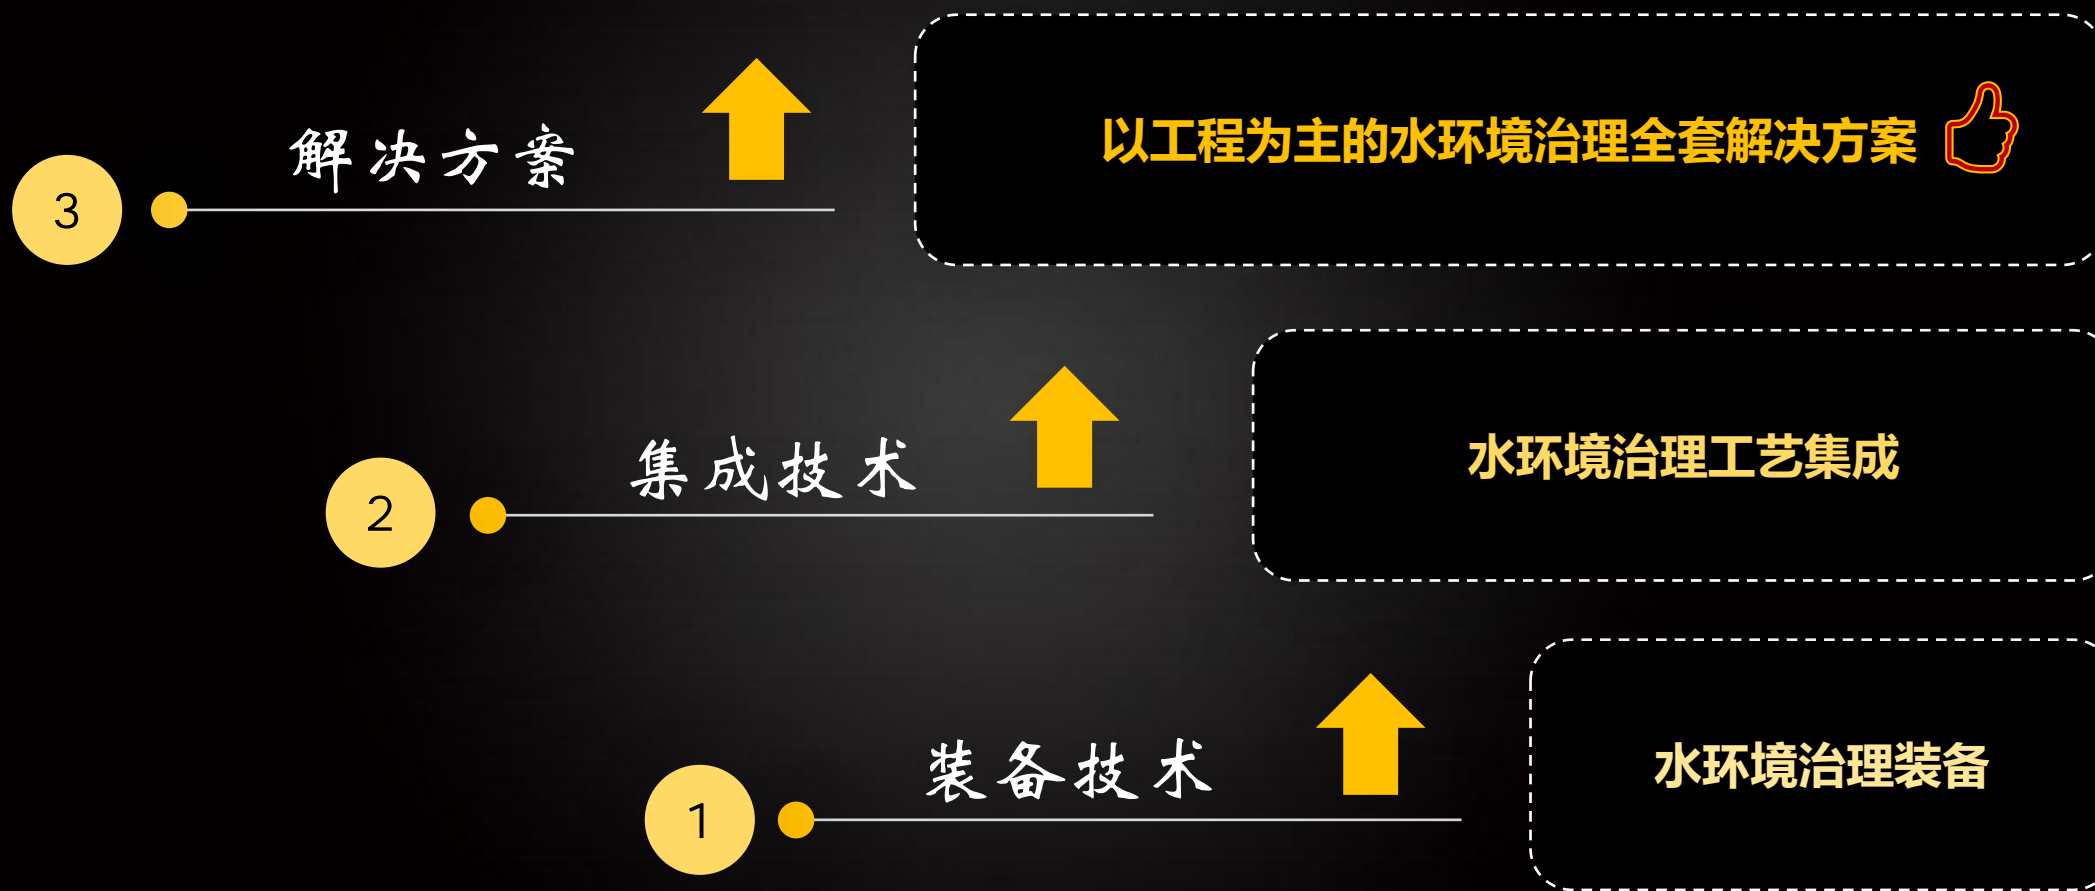 解决方案
以工程为主的水环境治理全套解决方案
3
集成技术
水环境治理工艺集成
2
装备技术
水环境治理装备
1